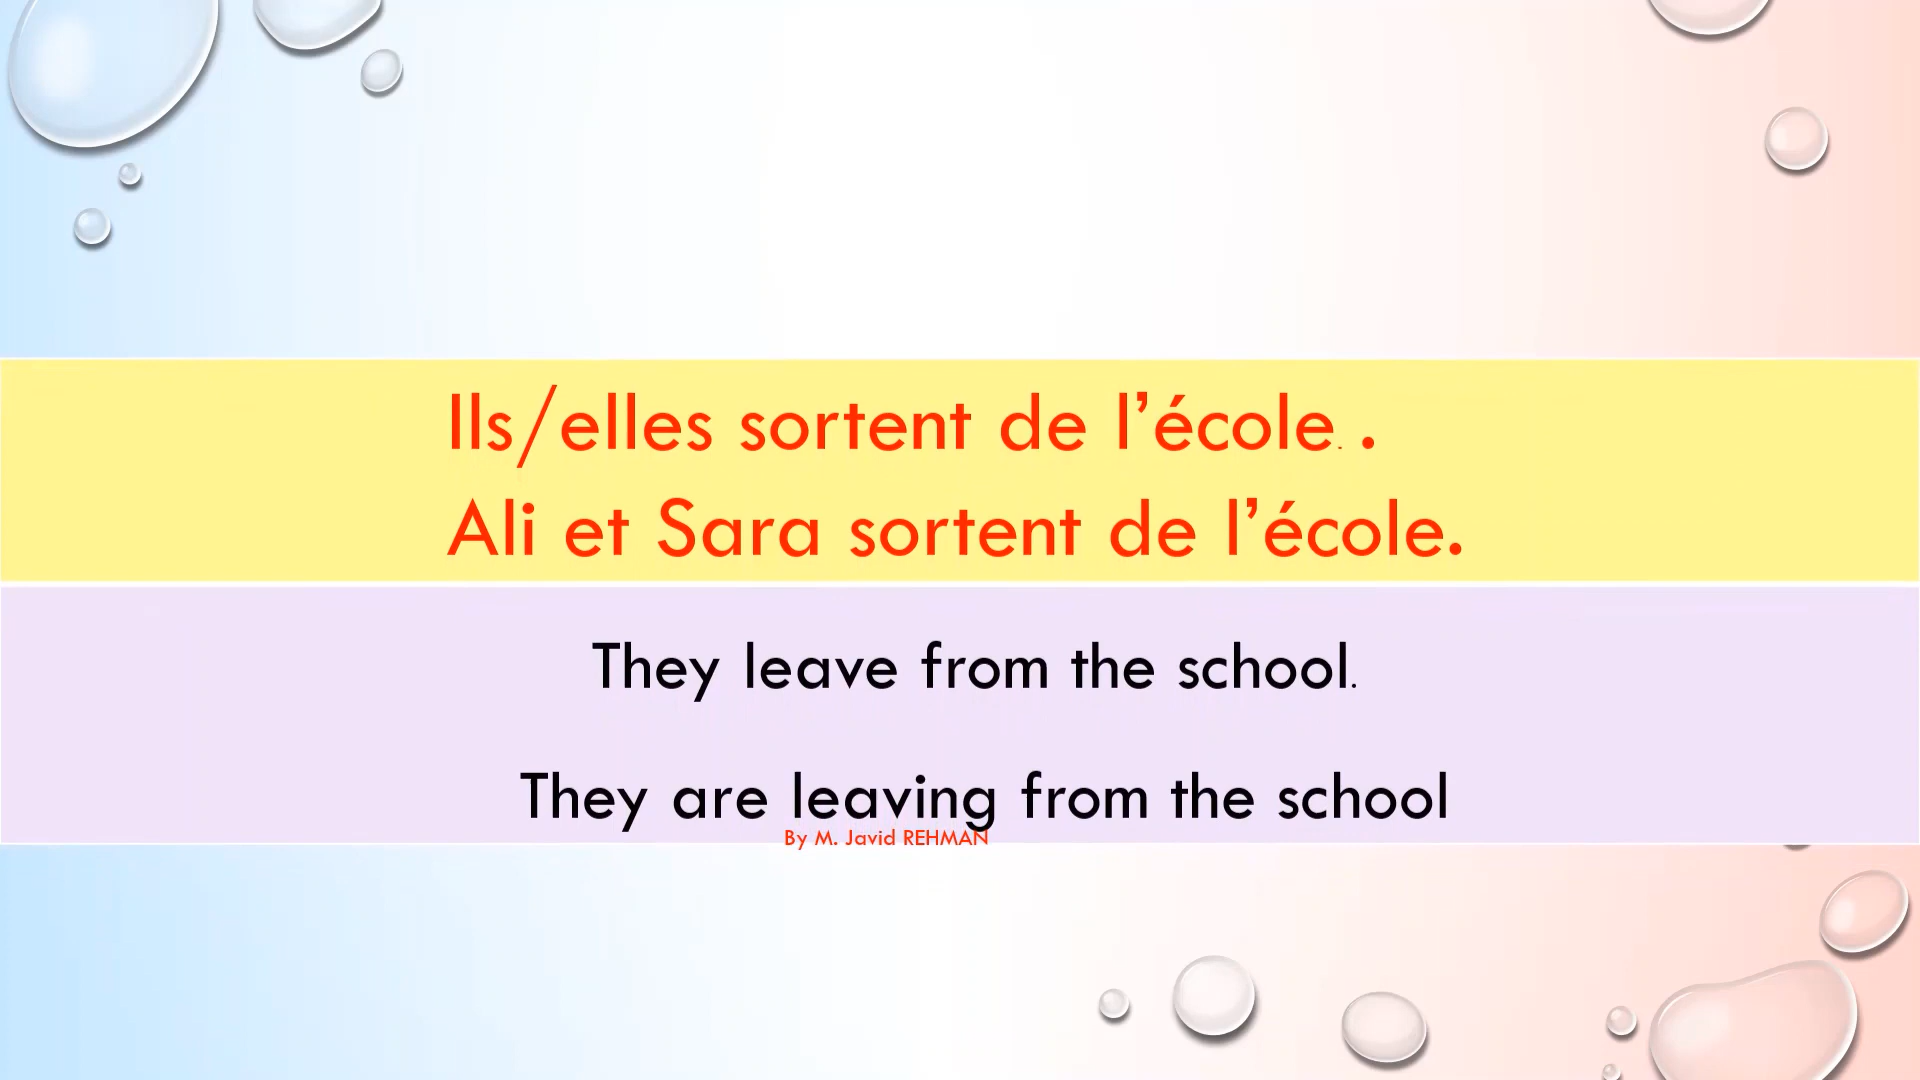 Ils/elles sortent de l’école. .
Ali et Sara sortent de l’école.
They leave from the school.
They are leaving from the school
By M. Javid REHMAN